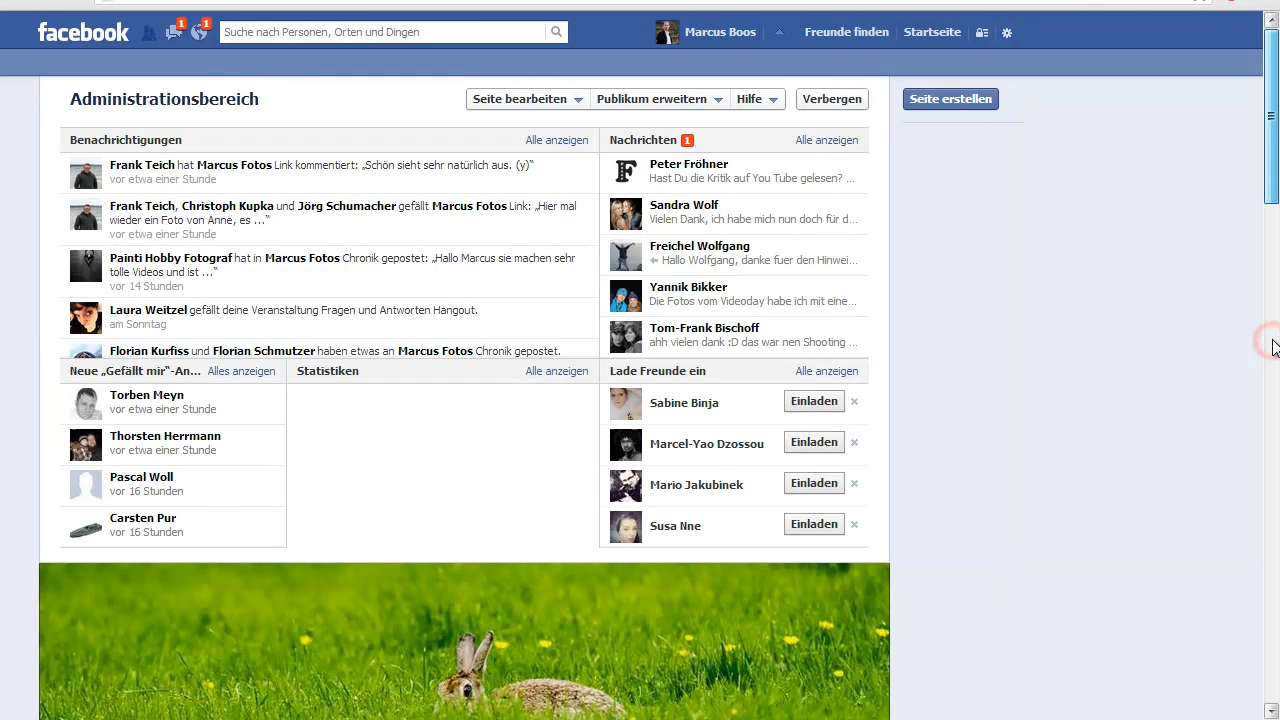 facebook
1
1
Suche nach Personen, Orten und Dingen
Marcus Boos
Freunde finden
Startseite
Administrationsbereich
Seite bearbeiten
Publikum erweitern
Hilfe
Verbergen
Seite erstellen
Benachrichtigungen
Alle anzeigen
Frank Teich hat Marcus Fotos Link kommentiert: „Schön sieht sehr natürlich aus, (y)“
vor etwa einer Stunde
Frank Teich, Christoph Kupka und Jörg Schumacher gefällt Marcus Fotos Link: „Hier mal
wieder ein Foto von Anne, es ...“
vor etwa einer Stunde
Painti Hobby Fotograf hat in Marcus Fotos Chronik gepostet: „Hallo Marcus sie machen sehr
tolle Videos und ist ...“
vor 14 Stunden
Laura Weitzel gefällt deine Veranstaltung Fragen und Antworten Hangout.
am Sonntag
Florian Kurfiss und Florian Schmutzer haben etwas an Marcus Fotos Chronik gepostet.
Nachrichten 1
Alle anzeigen
Peter Fröhner
Hast Du die Kritik auf You Tube gelesen? ...
Sandra Wolf
Vielen Dank, ich habe mich nun doch für d...
Freichel Wolfgang
Hallo Wolfgang, danke fuer den Hinwei...
Yannik Bikker
Die Fotos vom Videoday habe ich mit eine...
Tom-Frank Bischoff
ahh vielen dank :D das war nen Shooting ...
Neue „Gefällt mir“-An...
Alles anzeigen
Torben Meyn
vor etwa einer Stunde
Thorsten Herrmann
vor etwa einer Stunde
Pascal Woll
vor 16 Stunden
Carsten Pur
vor 16 Stunden
Statistiken
Alle anzeigen
Lade Freunde ein
Alle anzeigen
Sabine Binja
Einladen
Marcel-Yao Dzossou
Einladen
Mario Jakubinek
Einladen
Susa Nne
Einladen